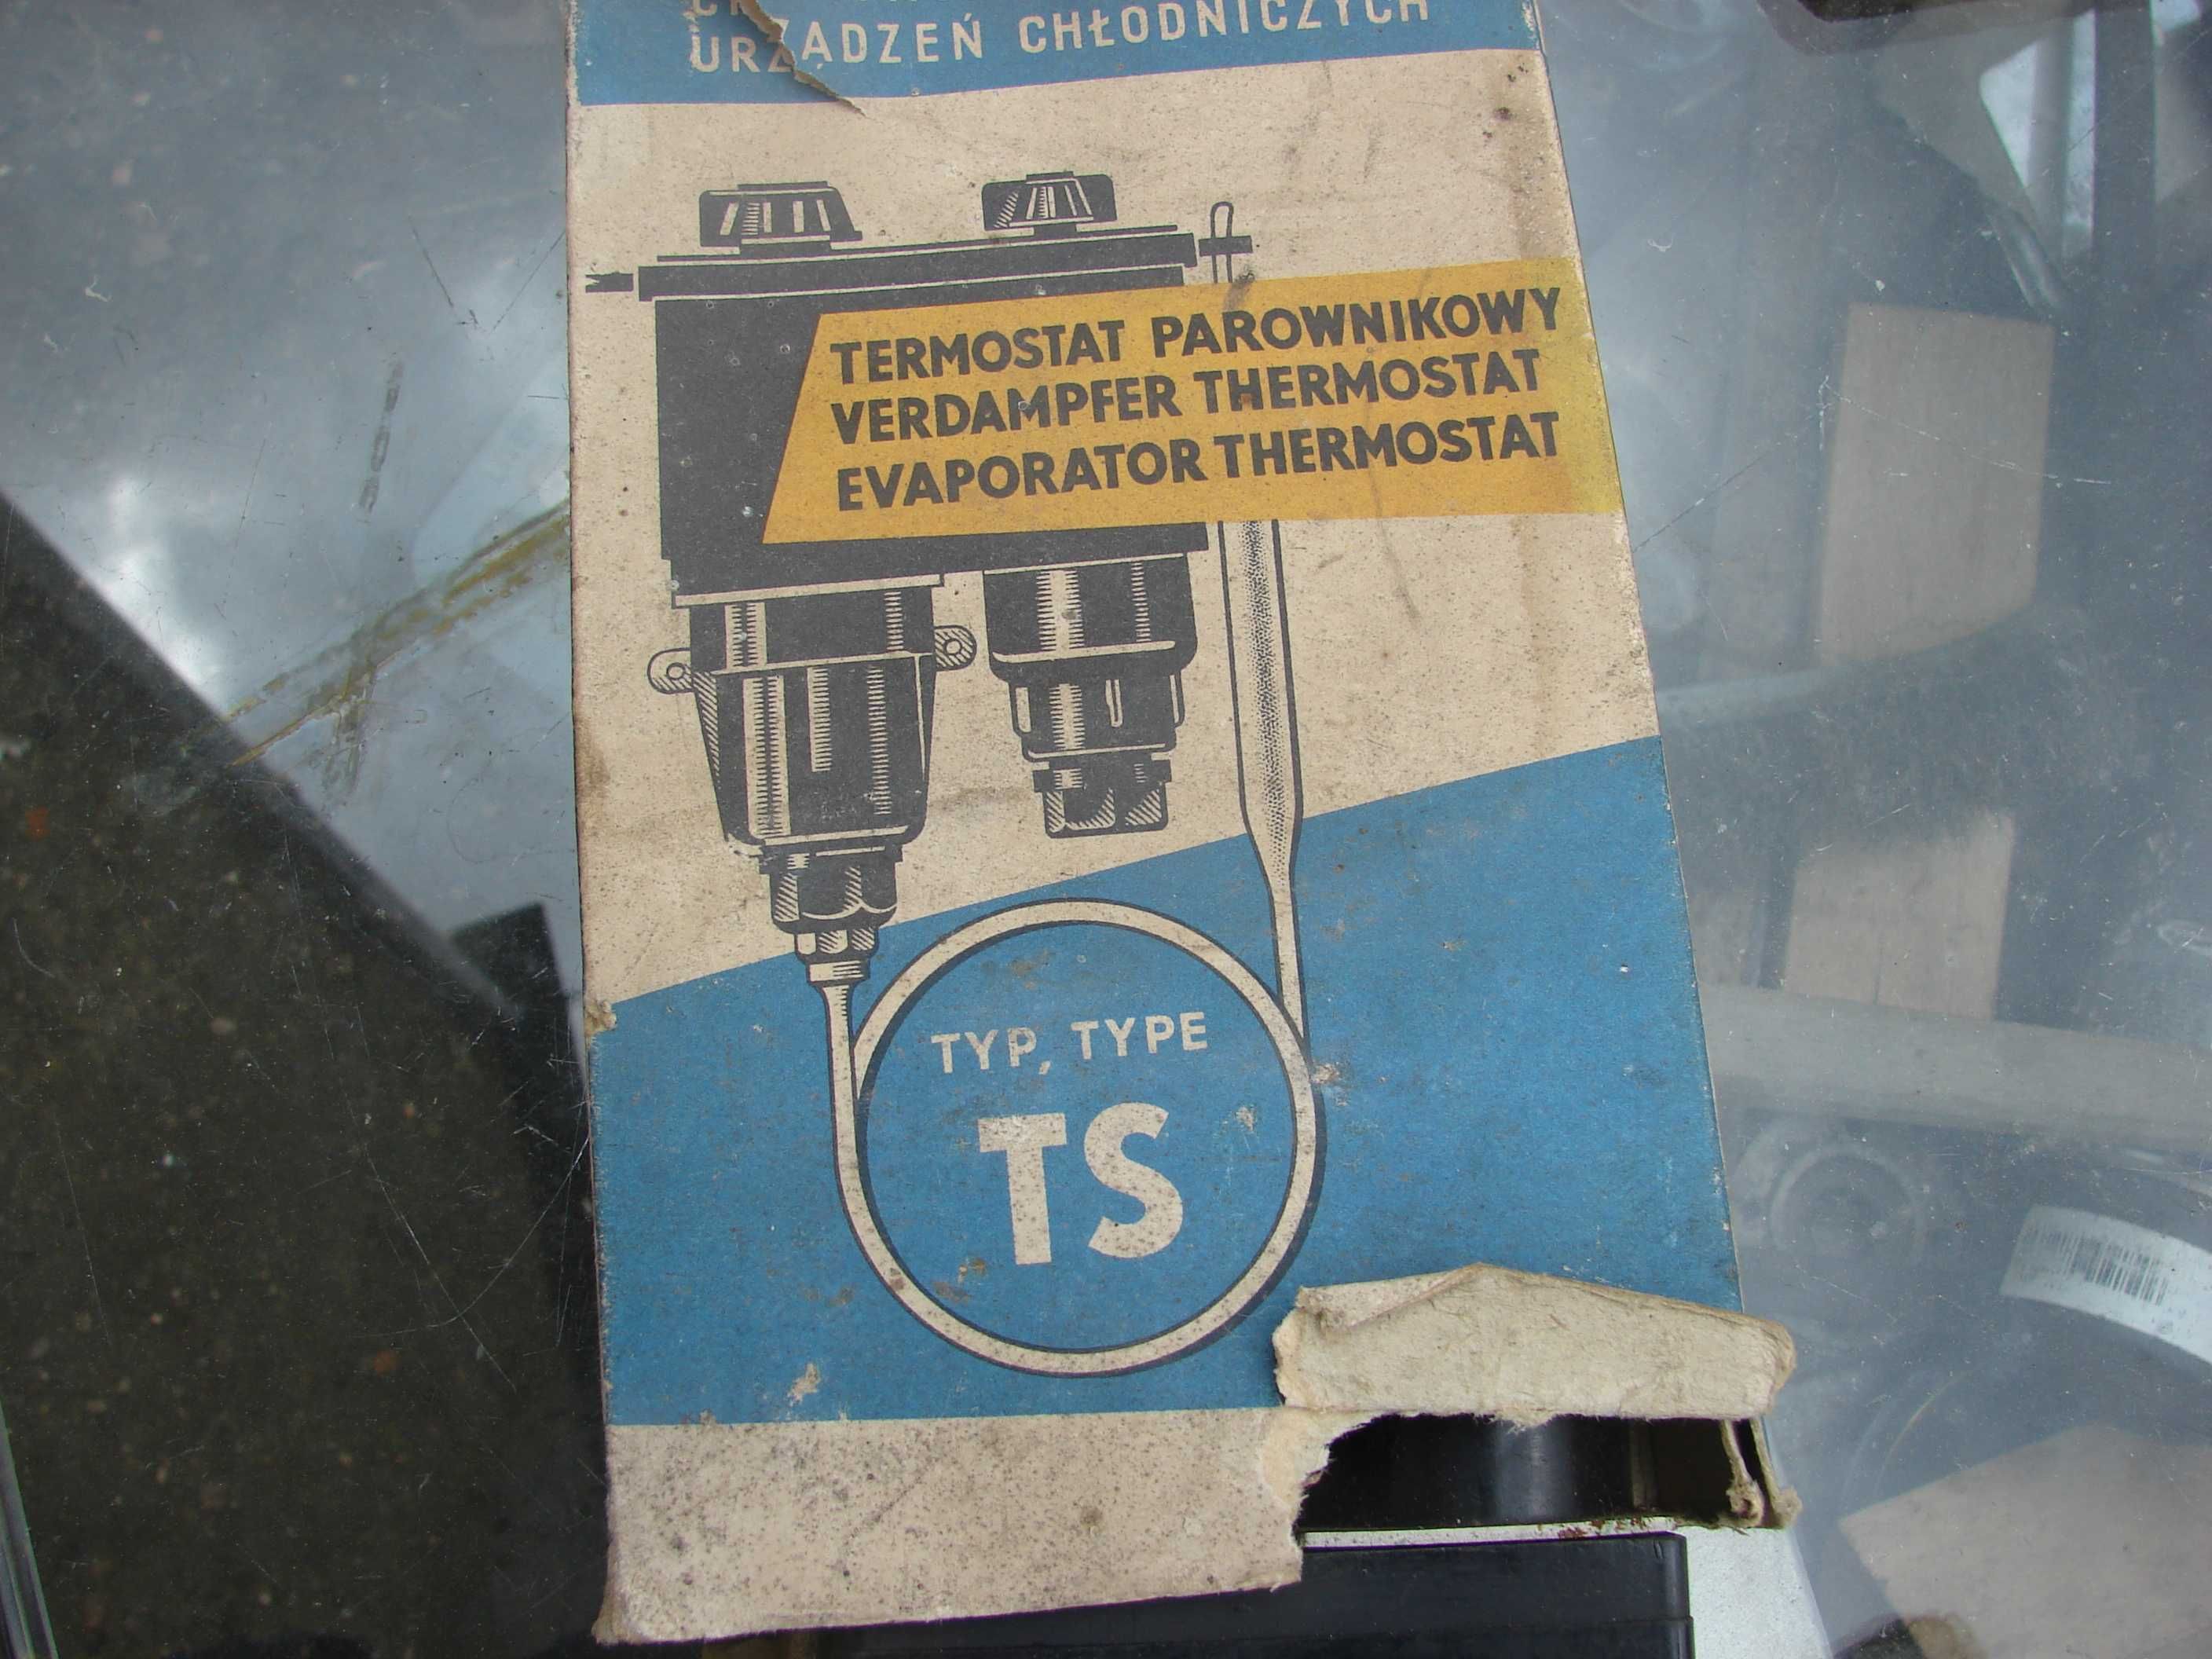 URZĄDZEŃ CHŁODNICZYCH
TERMOSTAT PAROWNIKOWY
VERDAMPFER THERMOSTAT
EVAPORATOR THERMOSTAT
TYP, TYPE
TS